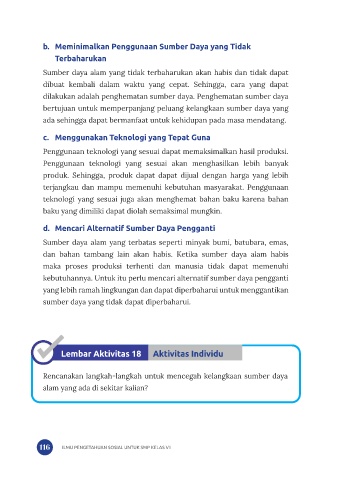 b. Meminimalkan Penggunaan Sumber Daya yang Tidak
Terbaharukan
Sumber daya alam yang tidak terbaharukan akan habis dan tidak dapat
dibuat kembali dalam waktu yang cepat. Sehingga, cara yang dapat
dilakukan adalah penghematan sumber daya. Penghematan sumber daya
bertujuan untuk memperpanjang peluang kelangkaan sumber daya yang
ada sehingga dapat bermanfaat untuk kehidupan pada masa mendatang.
c. Menggunakan Teknologi yang Tepat Guna
Penggunaan teknologi yang sesuai dapat memaksimalkan hasil produksi.
Penggunaan teknologi yang sesuai akan menghasilkan lebih banyak
produk. Sehingga, produk dapat dapat dijual dengan harga yang lebih
terjangkau dan mampu memenuhi kebutuhan masyarakat. Penggunaan
teknologi yang sesuai juga akan menghemat bahan baku karena bahan
baku yang dimiliki dapat diolah semaksimal mungkin.
d. Mencari Alternatif Sumber Daya Pengganti
Sumber daya alam yang terbatas seperti minyak bumi, batubara, emas,
dan bahan tambang lain akan habis. Ketika sumber daya alam habis
maka proses produksi terhenti dan manusia tidak dapat memenuhi
kebutuhannya. Untuk itu perlu mencari alternatif sumber daya pengganti
yang lebih ramah lingkungan dan dapat diperbaharui untuk menggantikan
sumber daya yang tidak dapat diperbaharui.
Lembar Aktivitas 18 Aktivitas Individu
Rencanakan langkah-langkah untuk mencegah kelangkaan sumber daya
alam yang ada di sekitar kalian?
116 ILMU PENGETAHUAN SOSIAL UNTUK SMP KELAS VII